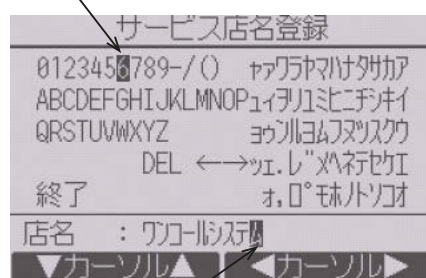 サービス店名登録
0123456789-/() ャァワラヤマハナタサカア
ABCDEFGHIJKLMNOPュィヲリユミヒニチシキイ
QRSTUVWXYZ ョゥンルヨムフヌツスクウ
DEL ←→ッェ.レ"メヘネテセケエ
終了 ォ,ロ°モホノトソコオ
店名 : ワンコールシステム
▼カーソル▲ ◀カーソル▶